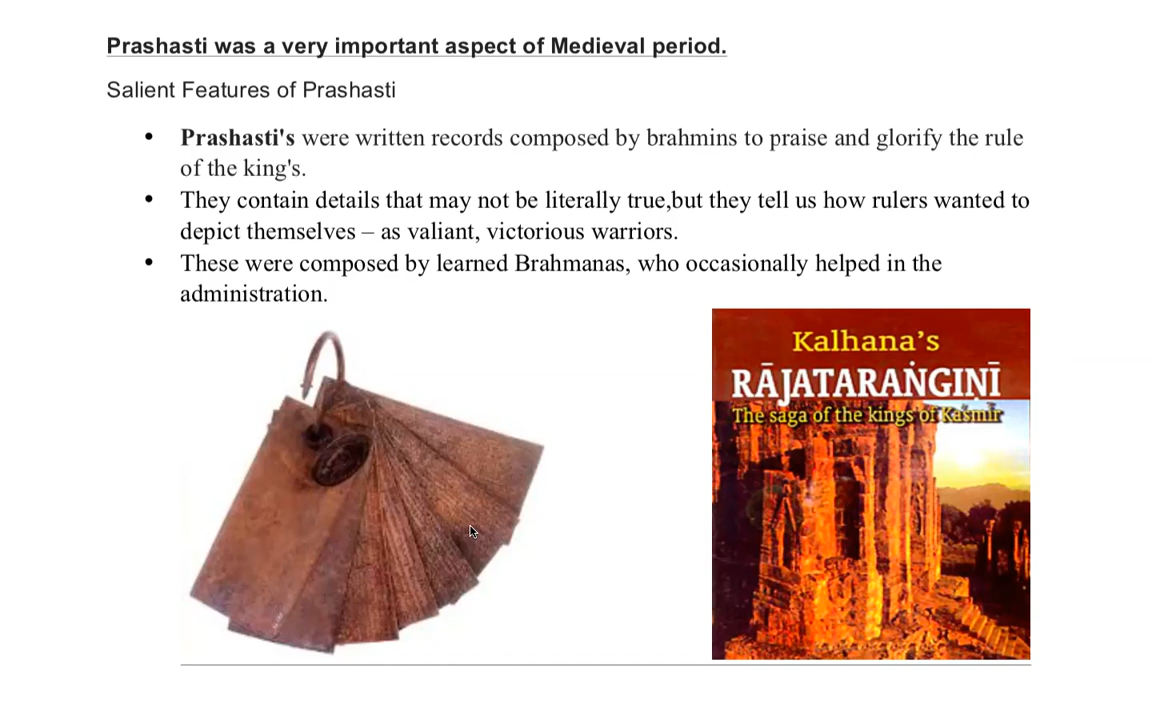 Prashasti was a very important aspect of Medieval period.
Salient Features of Prashasti
• Prashasti's were written records composed by brahmins to praise and glorify the rule
of the king's.
• They contain details that may not be literally true,but they tell us how rulers wanted to
depict themselves – as valiant, victorious warriors.
• These were composed by learned Brahmanas, who occasionally helped in the
administration.
Kalhana's
RĀJATARAṄGIṆĪ
The saga of the kings of Kaśmīr